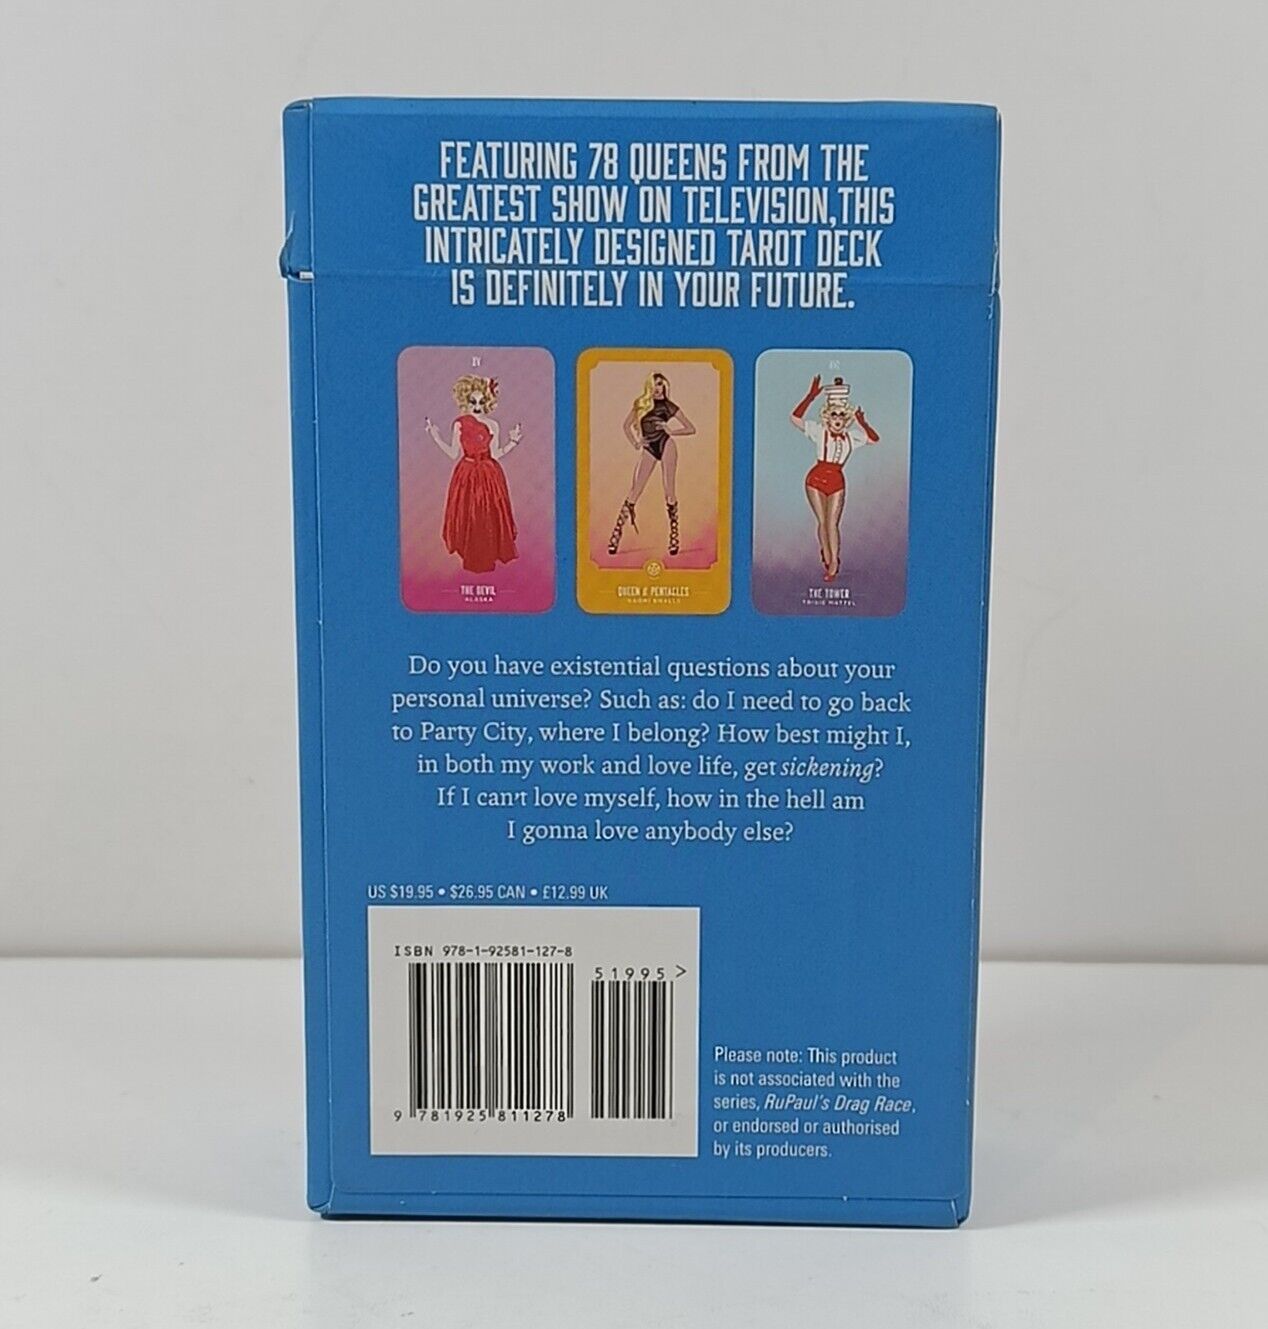 FEATURING 78 QUEENS FROM THE
GREATEST SHOW ON TELEVISION, THIS
INTRICATELY DESIGNED TAROT DECK
IS DEFINITELY IN YOUR FUTURE.
XV
THE DEVIL
ALASKA
QUEEN of PENTACLES
NAOMI SMALLS
THE TOWER
TRIXIE MATTEL
Do you have existential questions about your
personal universe? Such as: do I need to go back
to Party City, where I belong? How best might I,
in both my work and love life, get sickening?
If I can't love myself, how in the hell am
I gonna love anybody else?
US $19.95 • $26.95 CAN • £12.99 UK
ISBN 978-1-92581-127-8
51995 >
9 781925 811278
Please note: This product
is not associated with the
series, RuPaul's Drag Race,
or endorsed or authorised
by its producers.